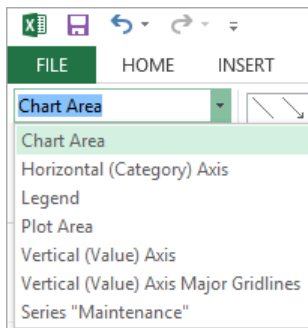 FILE HOME INSERT
Chart Area
Chart Area
Horizontal (Category) Axis
Legend
Plot Area
Vertical (Value) Axis
Vertical (Value) Axis Major Gridlines
Series "Maintenance"